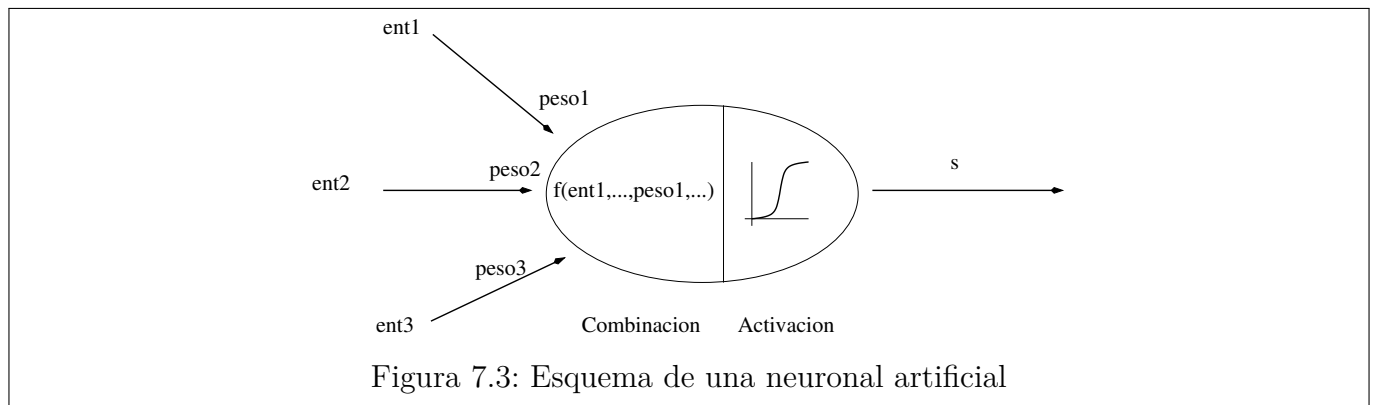 ent1
peso1
peso2
ent2
f(ent1,...,peso1,...)
s
peso3
ent3
Combinacion
Activacion
Figura 7.3: Esquema de una neuronal artificial